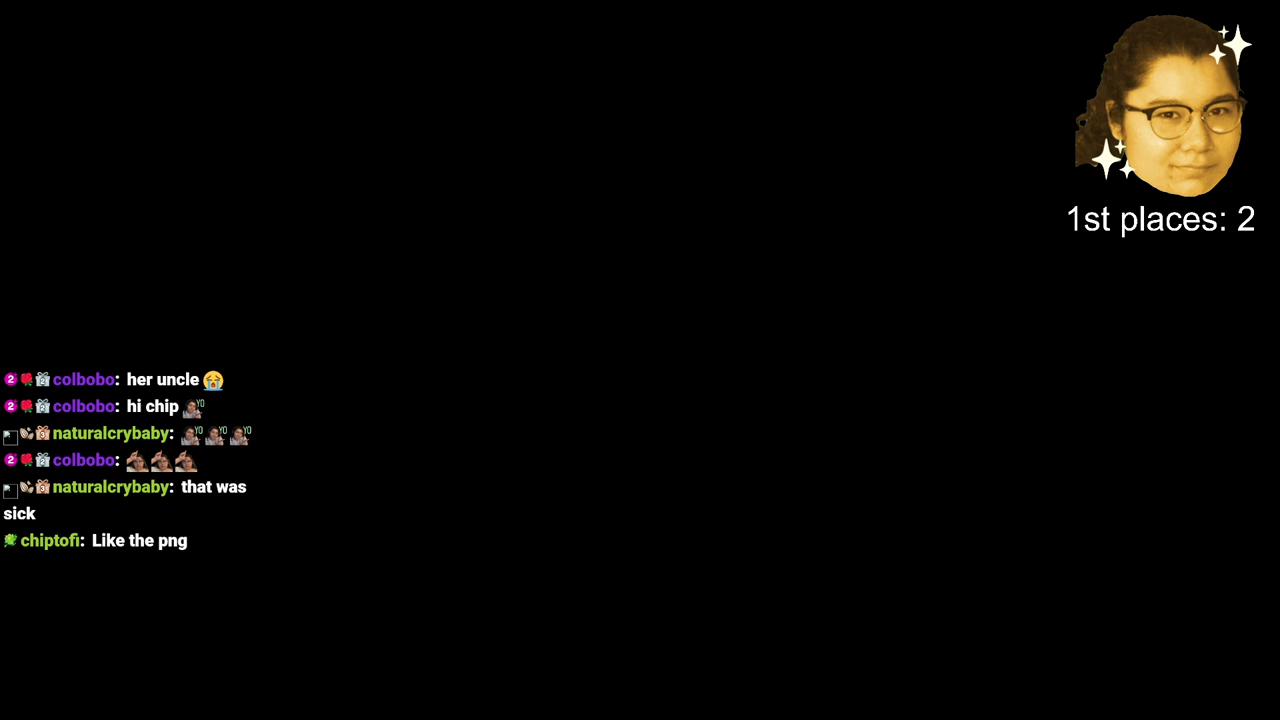 1st places: 2
colbobo: her uncle 😭
colbobo: hi chip
naturalcrybaby:
colbobo:
naturalcrybaby: that was
sick
chiptofi: Like the png